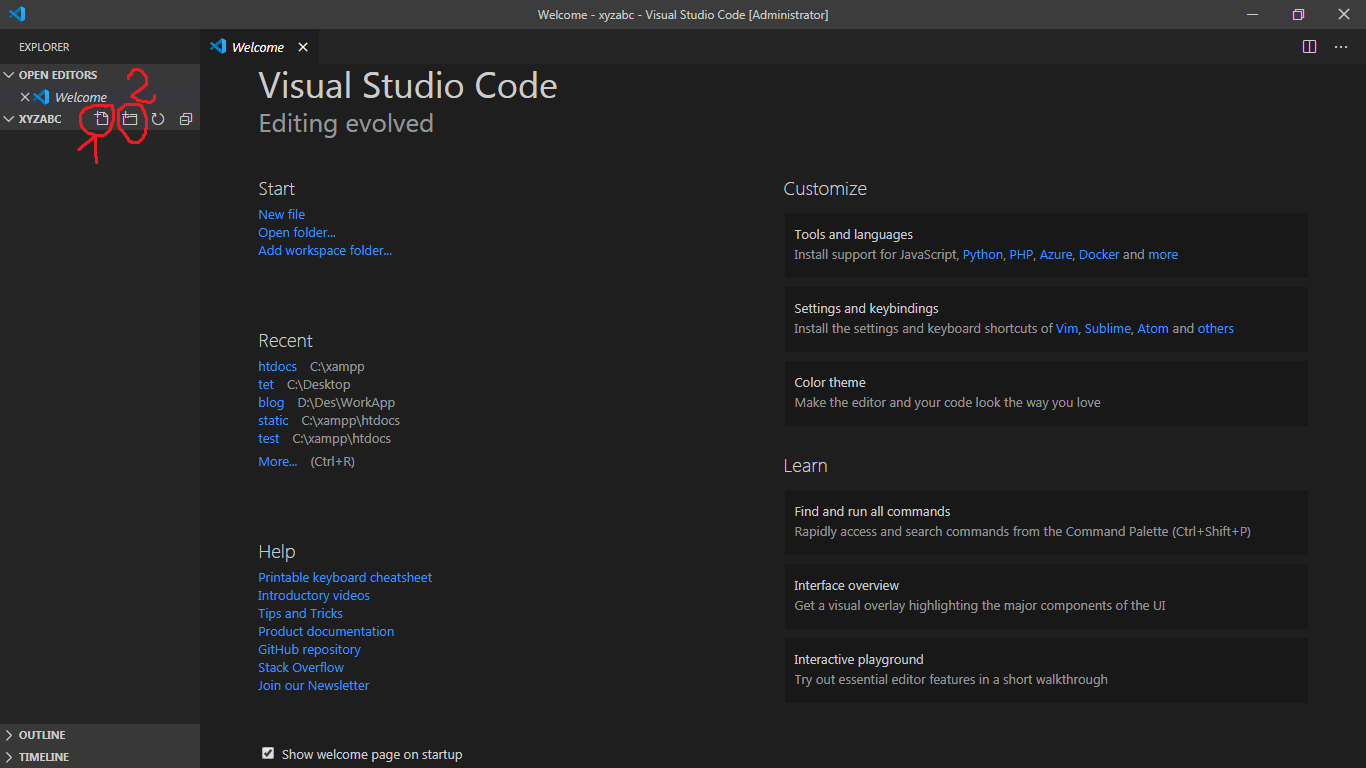 Welcome - xyzabc - Visual Studio Code [Administrator]
EXPLORER
Welcome
OPEN EDITORS
2
Welcome
XYZABC
1
Visual Studio Code
Editing evolved
Start
New file
Open folder...
Add workspace folder...
Recent
htdocs C:\xampp
tet C:\Desktop
blog D:\Des\WorkApp
static C:\xampp\htdocs
test C:\xampp\htdocs
More... (Ctrl+R)
Help
Printable keyboard cheatsheet
Introductory videos
Tips and Tricks
Product documentation
GitHub repository
Stack Overflow
Join our Newsletter
Show welcome page on startup
Customize
Tools and languages
Install support for JavaScript, Python, PHP, Azure, Docker and more
Settings and keybindings
Install the settings and keyboard shortcuts of Vim, Sublime, Atom and others
Color theme
Make the editor and your code look the way you love
Learn
Find and run all commands
Rapidly access and search commands from the Command Palette (Ctrl+Shift+P)
Interface overview
Get a visual overlay highlighting the major components of the UI
Interactive playground
Try out essential editor features in a short walkthrough
OUTLINE
TIMELINE